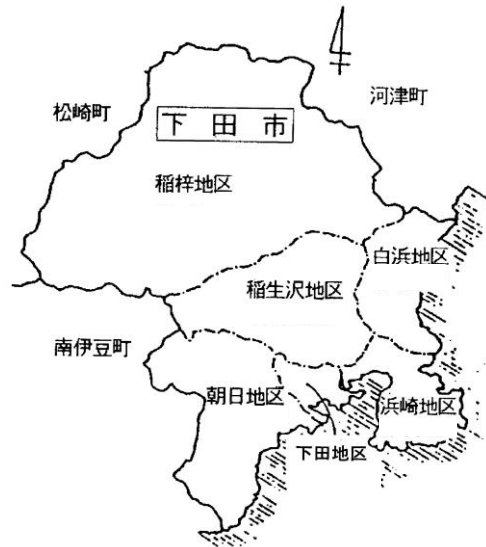 河津町
松崎町
下田市
稲梓地区
白浜地区
稲生沢地区
南伊豆町
朝日地区
浜崎地区
下田地区